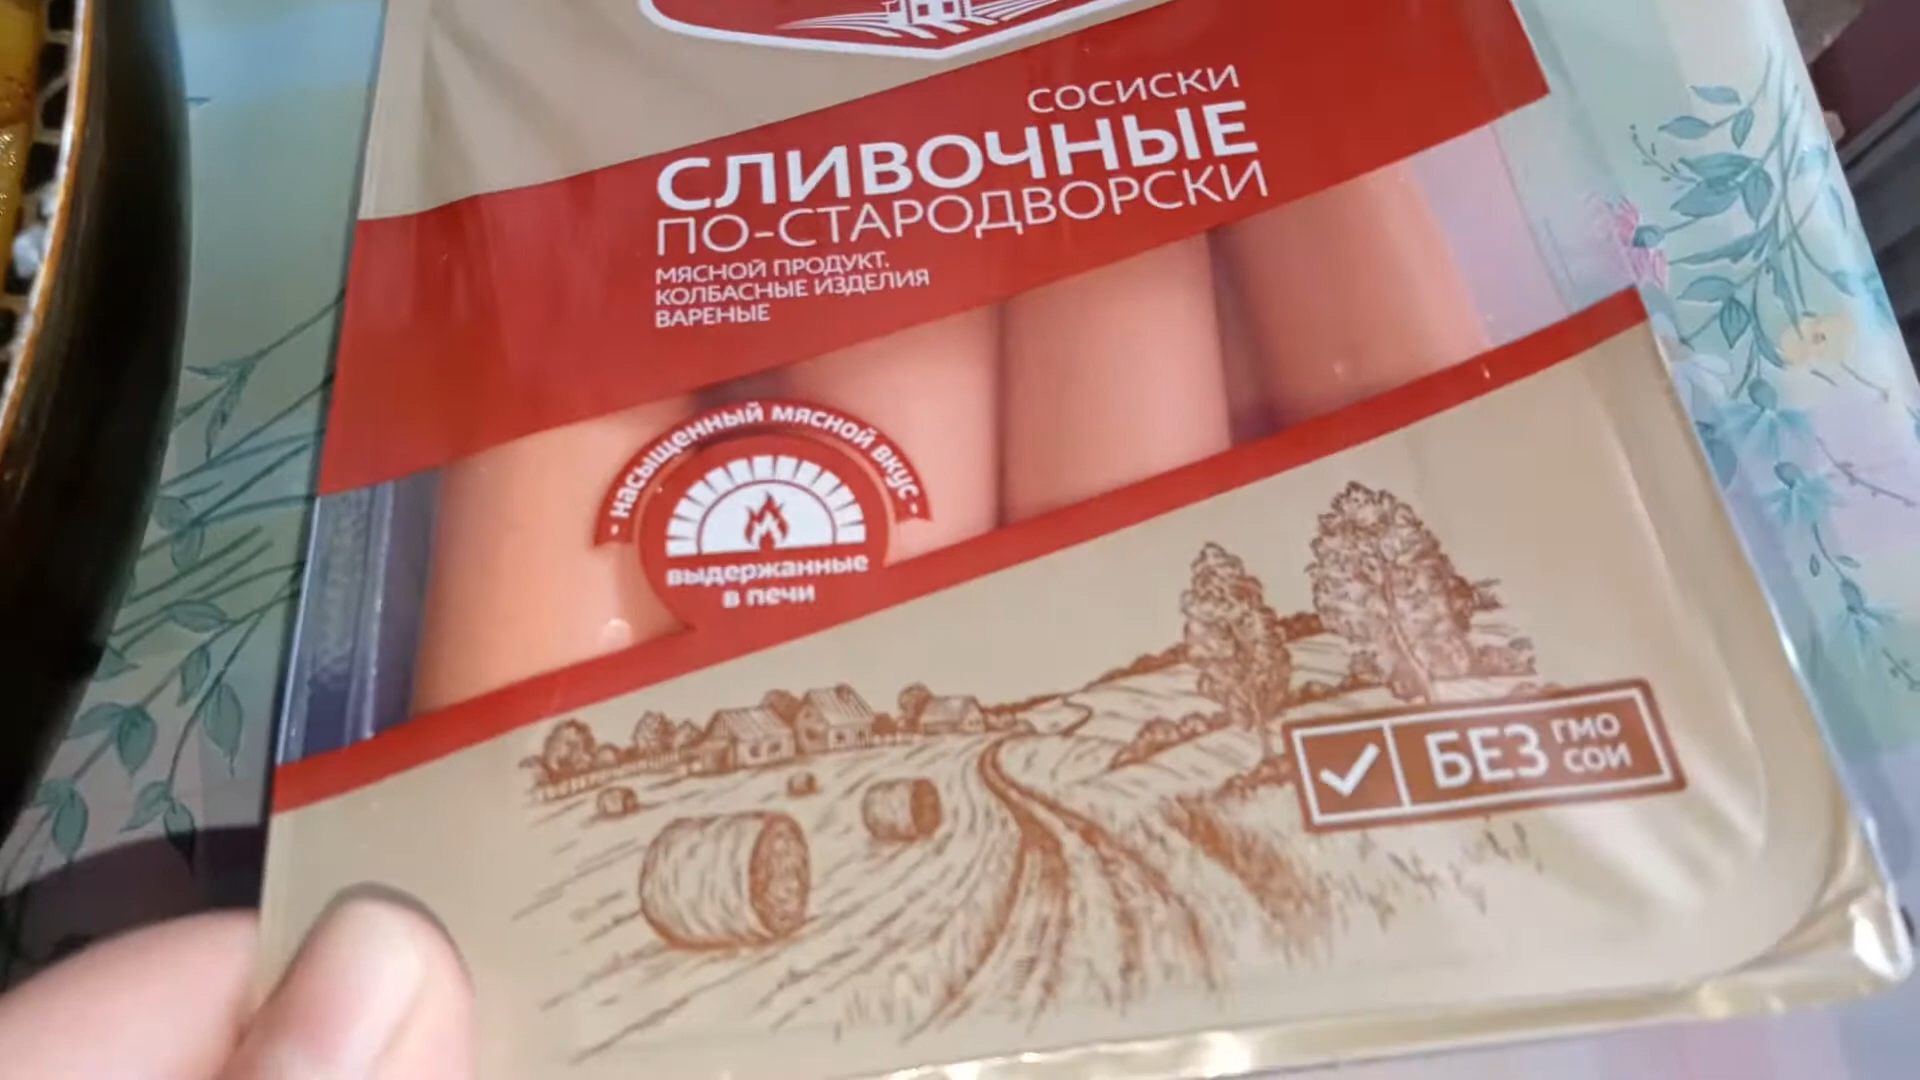 СОСИСКИ
СЛИВОЧНЫЕ
ПО-СТАРОДВОРСКИ
МЯСНОЙ ПРОДУКТ.
КОЛБАСНЫЕ ИЗДЕЛИЯ
ВАРЕНЫЕ
· насыщенный мясной вкус ·
выдержанные
в печи
БЕЗ ГМО
СОИ